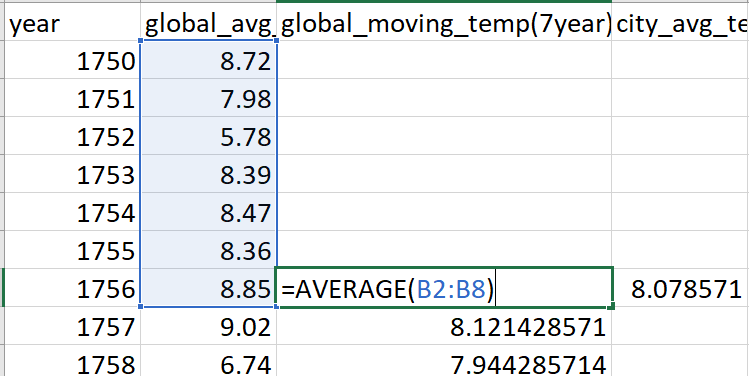 year global_avg_ global_moving_temp(7year) city_avg_te
1750 8.72
1751 7.98
1752 5.78
1753 8.39
1754 8.47
1755 8.36
1756 8.85 =AVERAGE(B2:B8) 8.078571
1757 9.02 8.121428571
1758 6.74 7.944285714